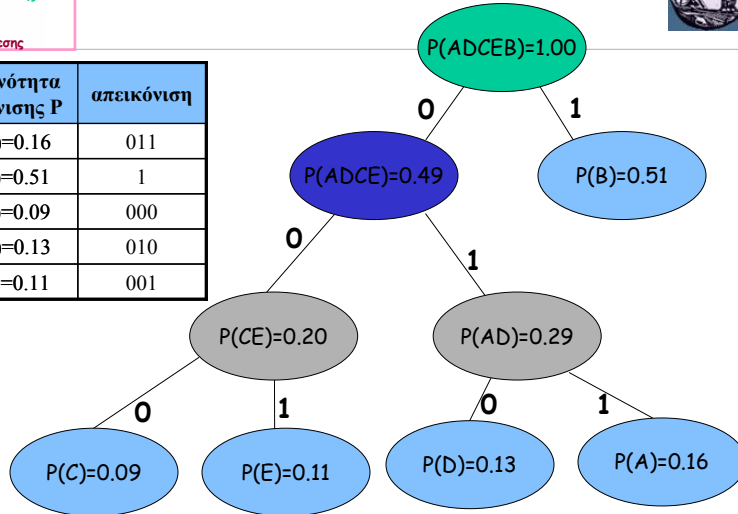 εσης
απεικόνιση
=0.16 011
=0.51 1
=0.09 000
=0.13 010
=0.11 001
P(ADCEB)=1.00
0 1
P(ADCE)=0.49 P(B)=0.51
0 1
P(CE)=0.20 P(AD)=0.29
0 1 0 1
P(C)=0.09 P(E)=0.11 P(D)=0.13 P(A)=0.16